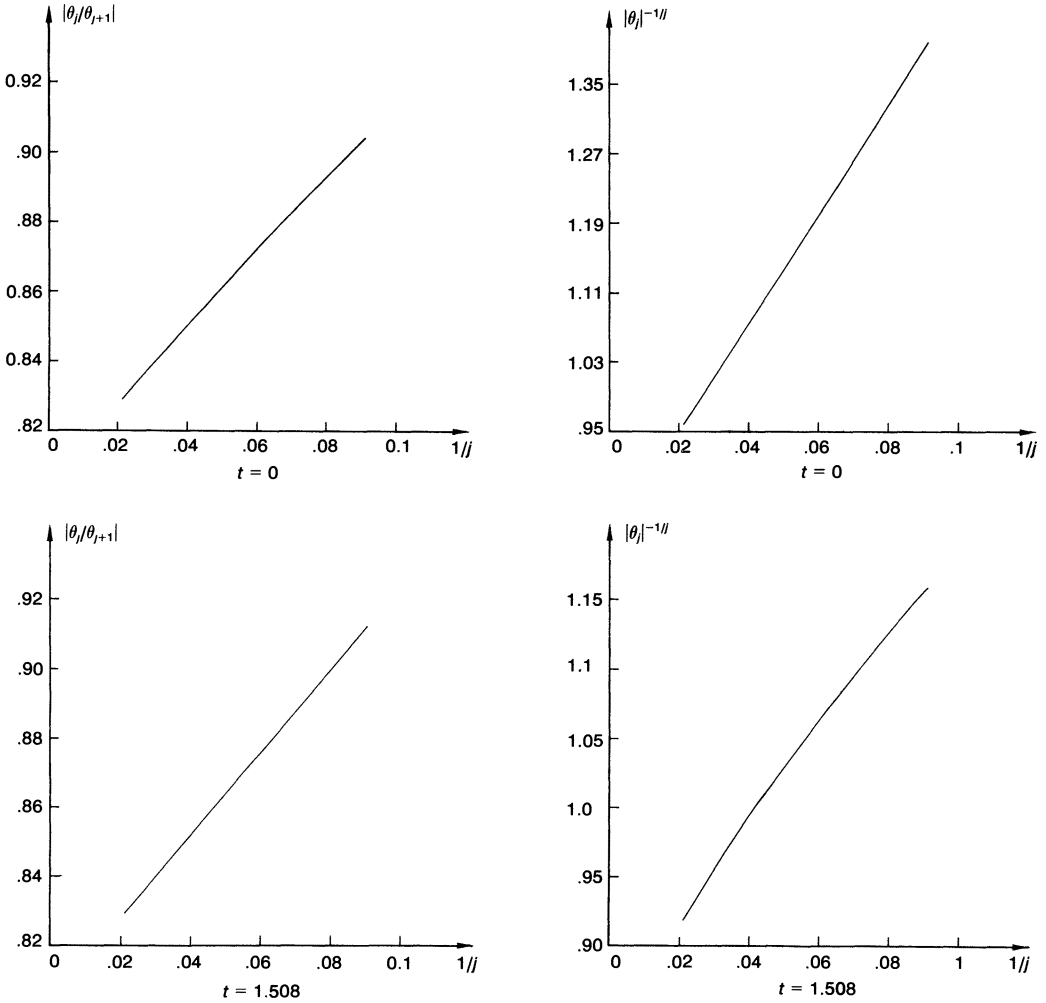 |θj/θj+1|
0.92
.90
.88
0.86
0.84
.82
0 .02 .04 .06 .08 0.1 1/j
t = 0
|θj|−1/j
1.35
1.27
1.19
1.11
1.03
.95
0 .02 .04 .06 .08 .1 1/j
t = 0
|θj/θj+1|
.92
.90
.88
.86
.84
.82
0 .02 .04 .06 .08 0.1 1/j
t = 1.508
|θj|−1/j
1.15
1.1
1.05
1.0
.95
.90
0 .02 .04 .06 .08 1 1/j
t = 1.508